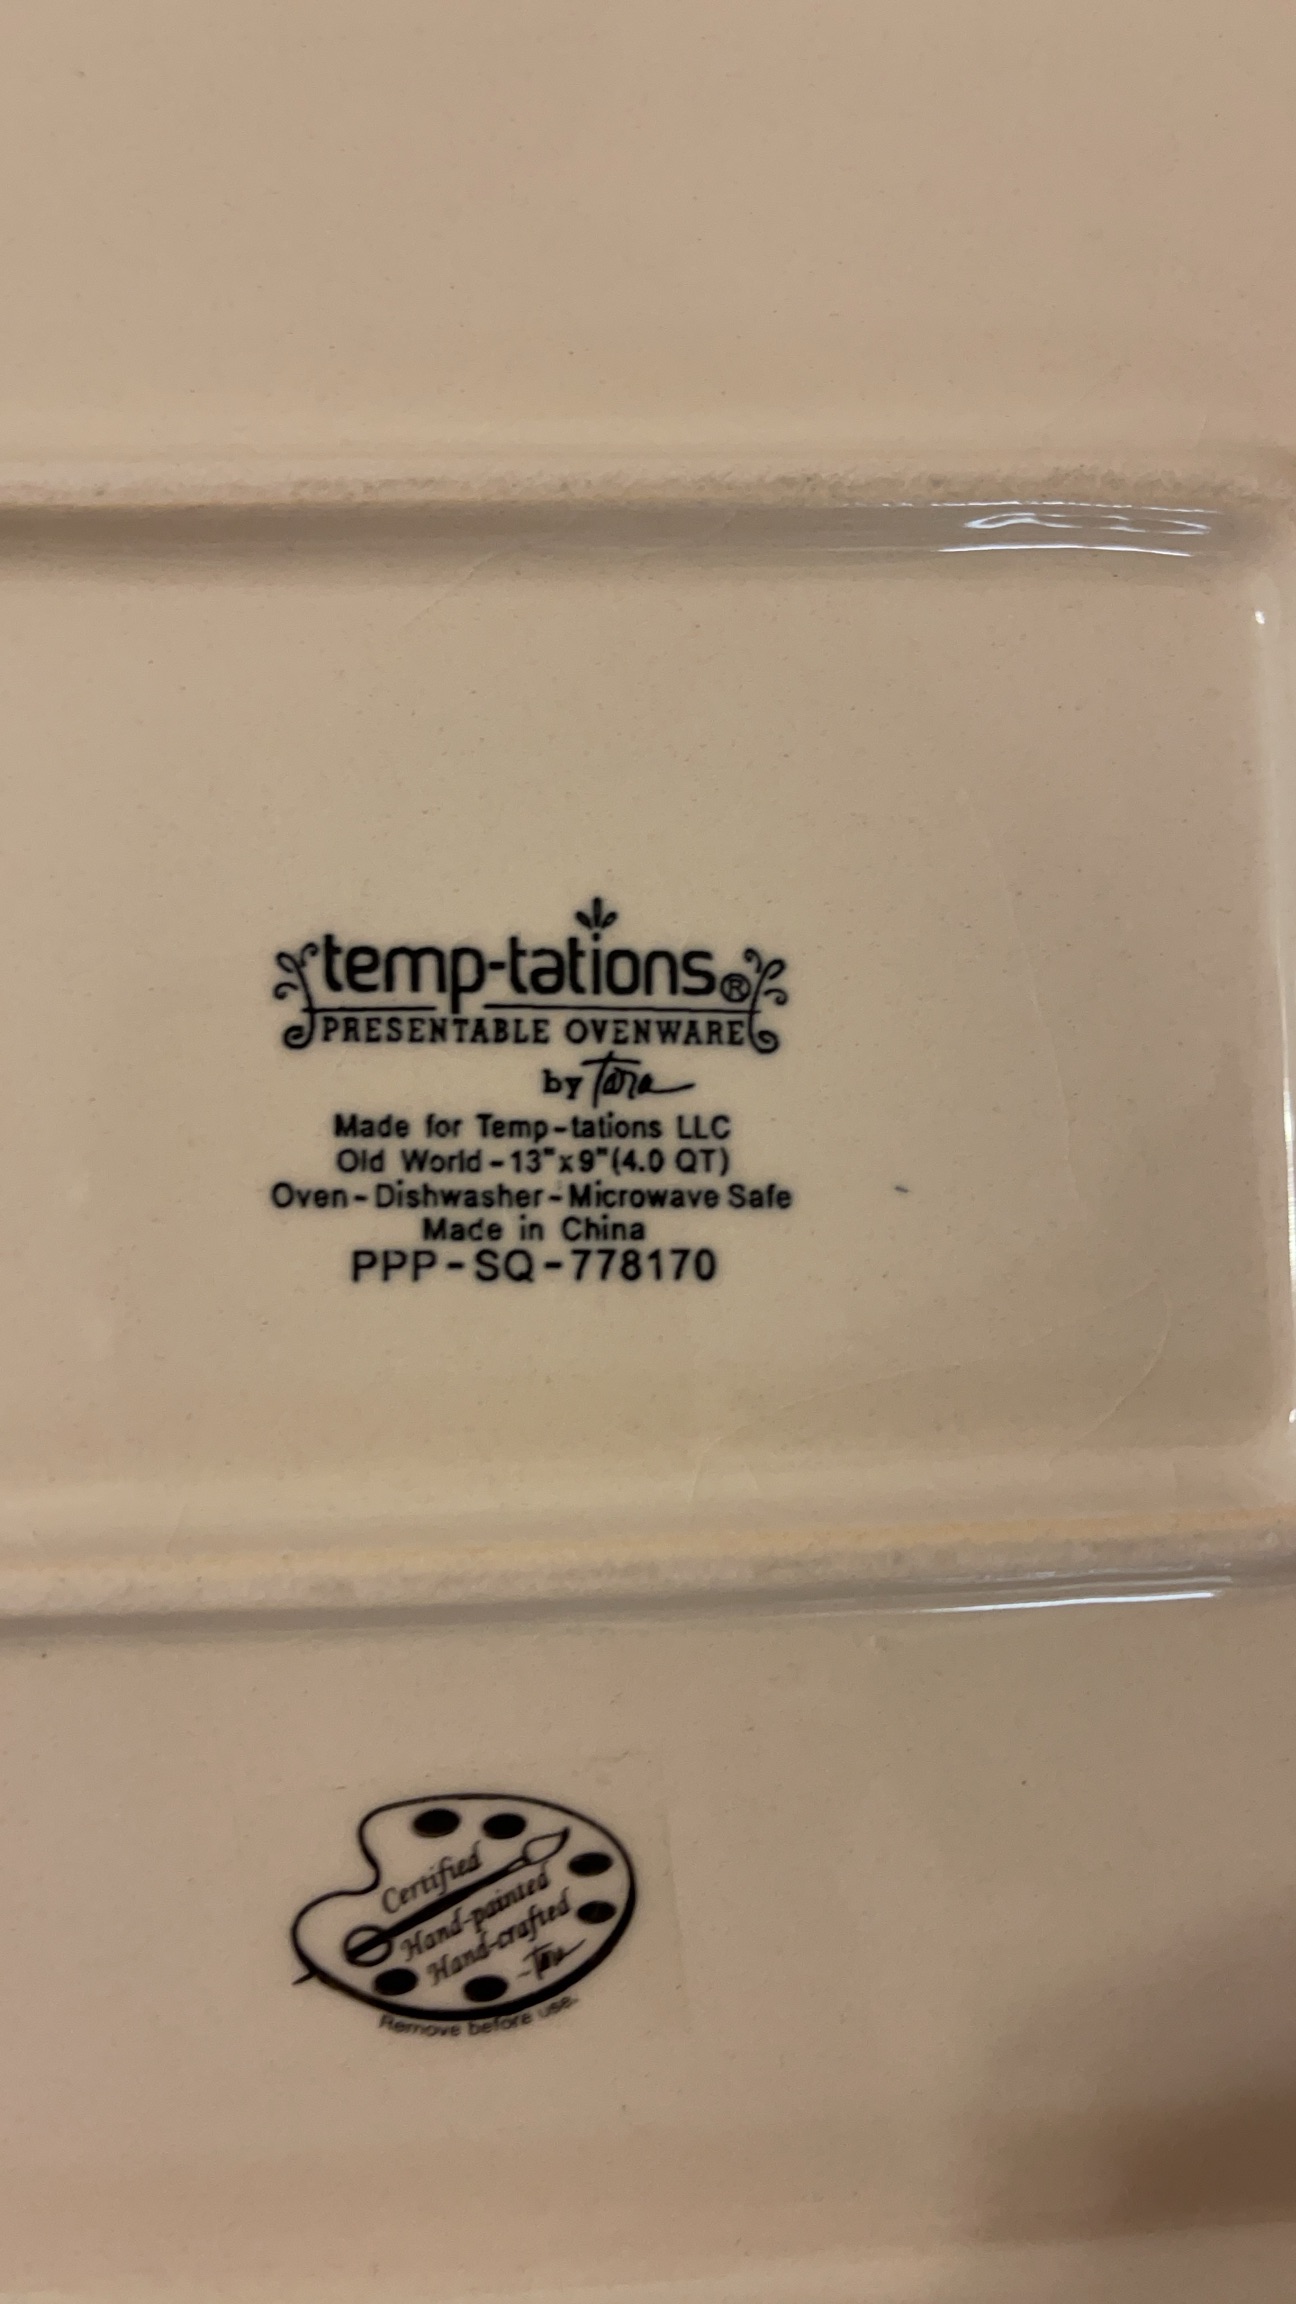 temp-tations®
PRESENTABLE OVENWARE
by Tara
Made for Temp-tations LLC
Old World-13"x9"(4.0 QT)
Oven-Dishwasher-Microwave Safe
Made in China
PPP-SQ-778170
Certified
Hand-painted
Hand-crafted
~Tara
Remove before use.